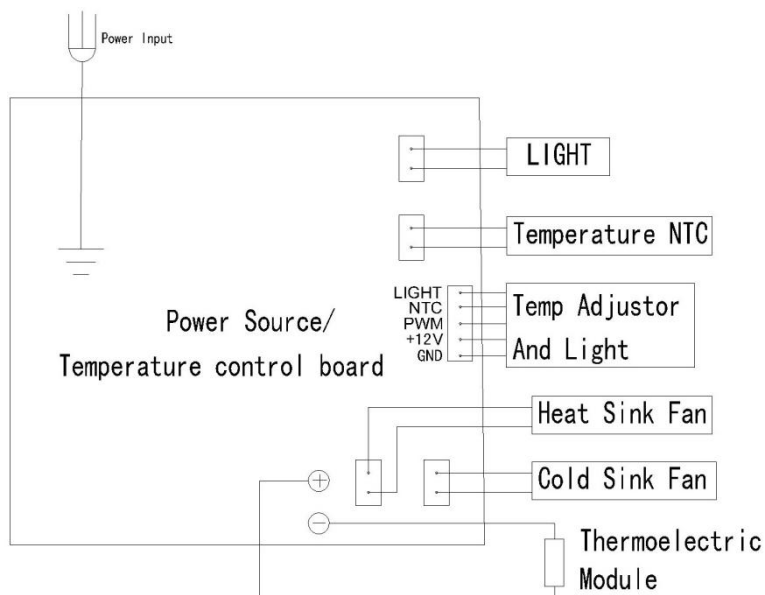 Power Input
LIGHT
Temperature NTC
LIGHT
NTC
PWM
+12V
GND
Temp Adjustor
And Light
Power Source/
Temperature control board
Heat Sink Fan
Cold Sink Fan
+
−
Thermoelectric
Module